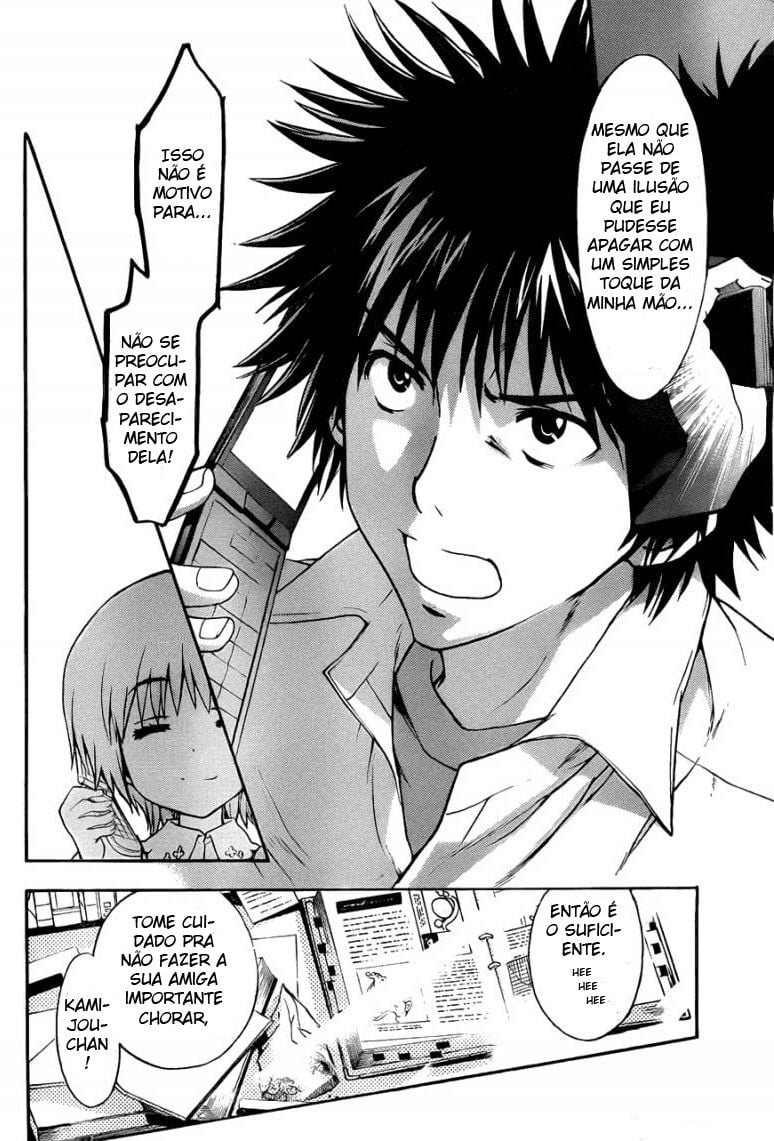 MESMO QUE
ELA NÃO
PASSE DE
UMA ILUSÃO
QUE EU
PUDESSE
APAGAR COM
UM SIMPLES
TOQUE DA
MINHA MÃO...
ISSO
NÃO É
MOTIVO
PARA...
NÃO SE
PREOCU-
PAR COM
O DESA-
PARECI-
MENTO
DELA!
ENTÃO É
O SUFICI-
ENTE.
HEE
HEE
HEE
TOME CUI-
DADO PRA
NÃO FAZER A
SUA AMIGA
IMPORTANTE
CHORAR,
KAMI-
JOU-
CHAN
!